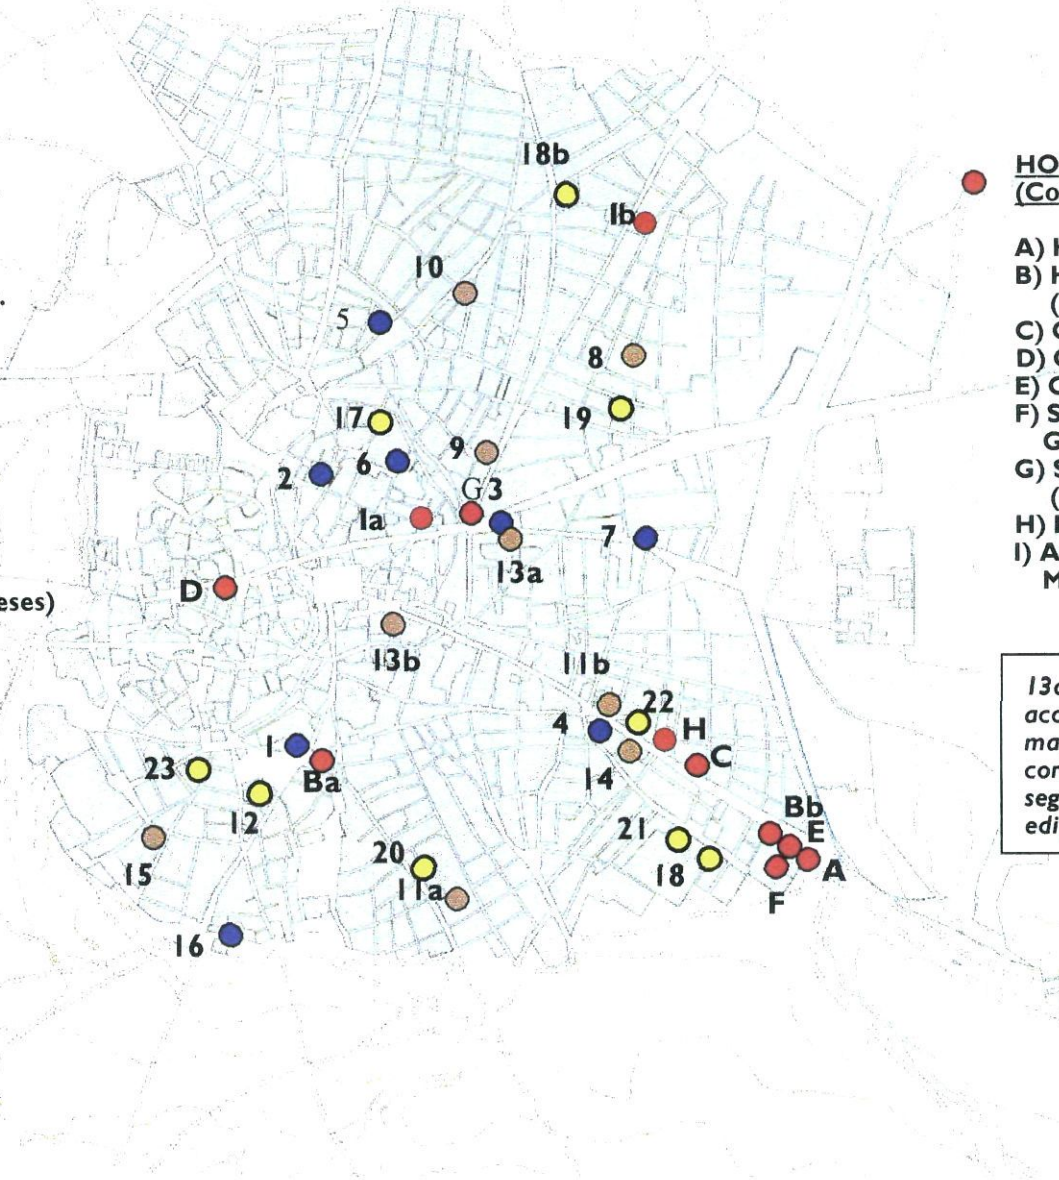 18b
Ib
10
5
8
19
17
9
6
2
G 3
Ia
7
13a
D
eses)
13b
11b
22
4
H
C
14
1
Ba
23
12
15
Bb
E
21
18
A
F
20
11a
16
HO
(Co
A) H
B) H
(
C) C
D) C
E) C
F) S
G
G) S
(
H) I
I) A
M
13a
acc
ma
con
seg
edi